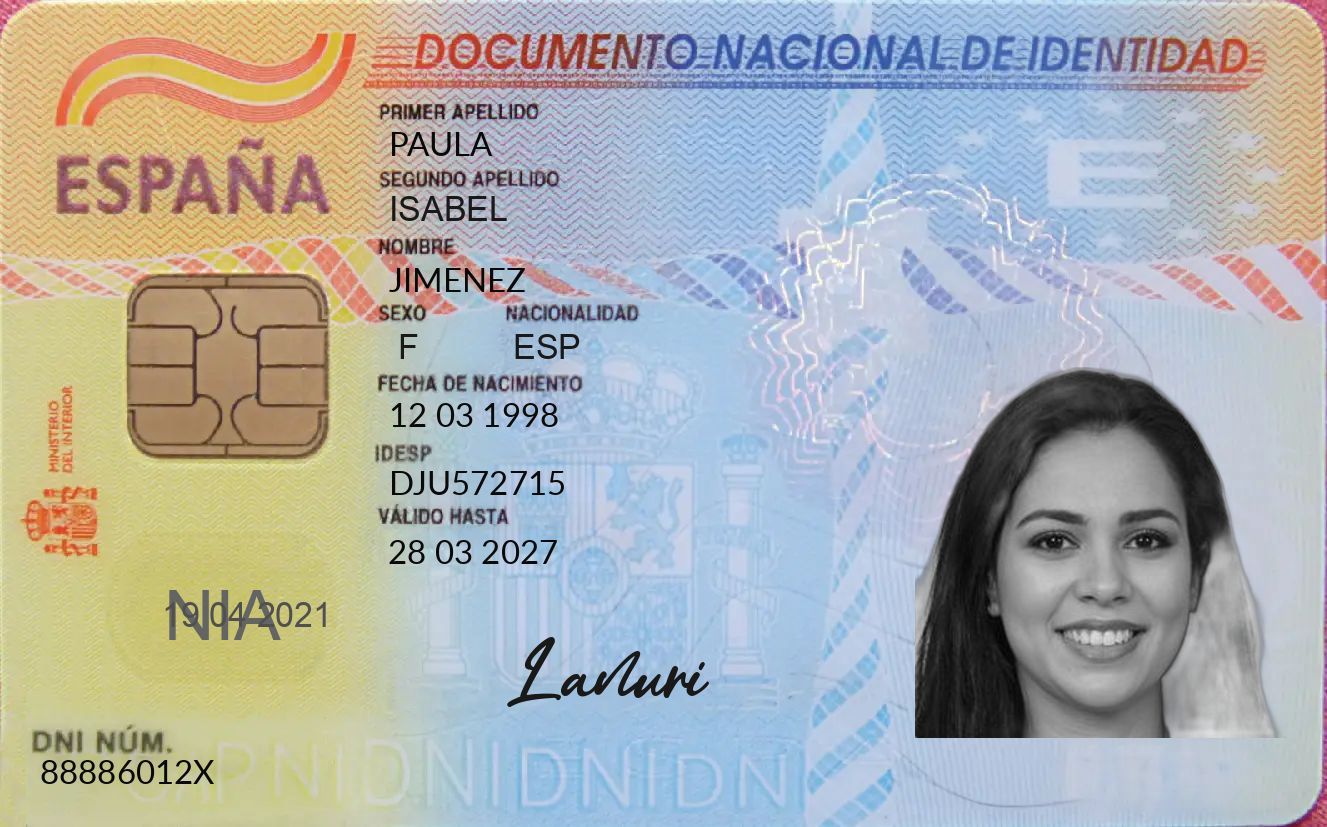 DOCUMENTO NACIONAL DE IDENTIDAD
ESPAÑA
PRIMER APELLIDO
PAULA
SEGUNDO APELLIDO
ISABEL
NOMBRE
JIMENEZ
SEXO NACIONALIDAD
F ESP
FECHA DE NACIMIENTO
12 03 1998
IDESP
DJU572715
VÁLIDO HASTA
28 03 2027
MINISTERIO
DEL INTERIOR
E
NIA
19 04 2021
DNI NÚM.
88886012X